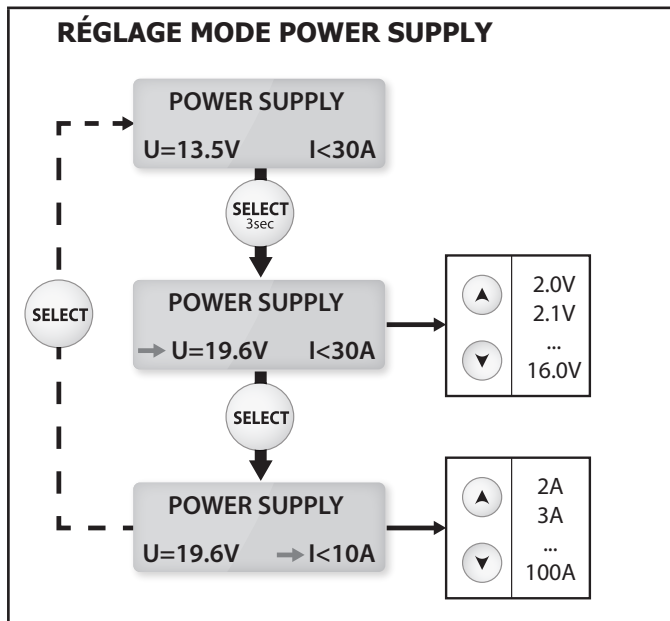 RÉGLAGE MODE POWER SUPPLY
POWER SUPPLY
U=13.5V I<30A
SELECT
3sec
POWER SUPPLY
U=19.6V I<30A
2.0V
2.1V
...
16.0V
SELECT
SELECT
POWER SUPPLY
U=19.6V I<10A
2A
3A
...
100A